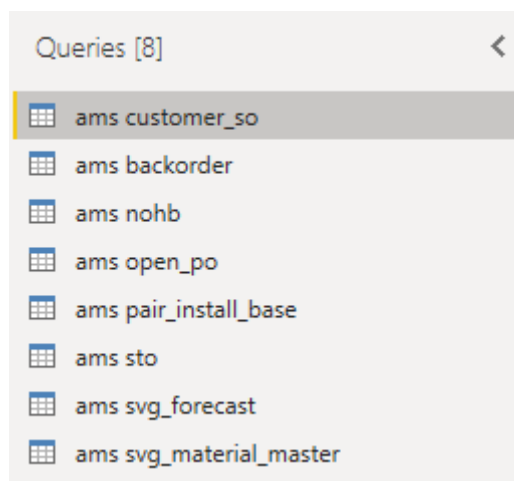 Queries [8]
ams customer_so
ams backorder
ams nohb
ams open_po
ams pair_install_base
ams sto
ams svg_forecast
ams svg_material_master